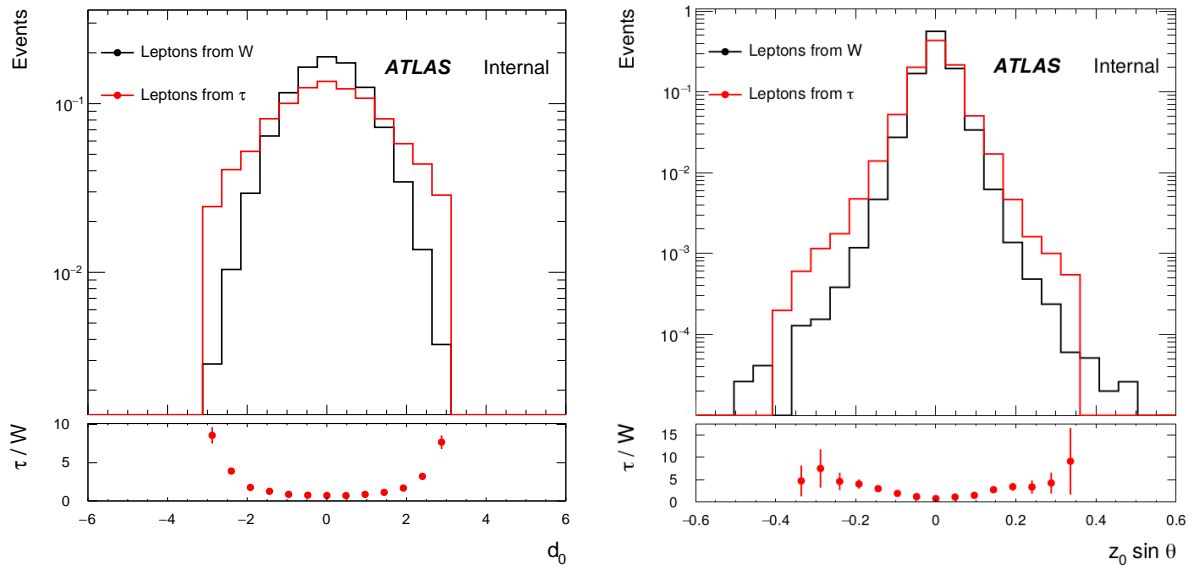 Events
Leptons from W
Leptons from τ
ATLAS Internal
10⁻¹
10⁻²
τ / W
10
5
0
−6 −4 −2 0 2 4 6
d₀
Events
Leptons from W
Leptons from τ
ATLAS Internal
1
10⁻¹
10⁻²
10⁻³
10⁻⁴
τ / W
15
10
5
0
−0.6 −0.4 −0.2 0 0.2 0.4 0.6
z₀ sin θ